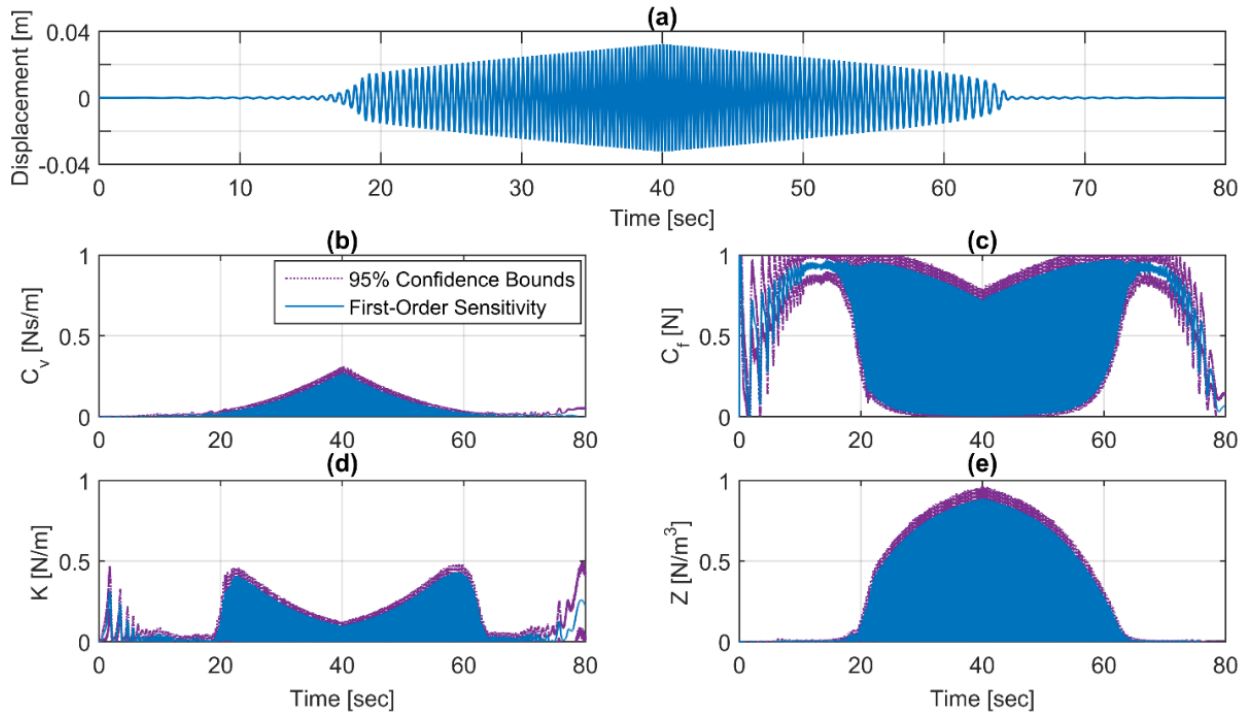 (a)
Displacement [m]
0.04
0
-0.04
0 10 20 30 40 50 60 70 80
Time [sec]
(b)
C_v [Ns/m]
1
0.5
0
95% Confidence Bounds
First-Order Sensitivity
0 20 40 60 80
(c)
C_f [N]
1
0.5
0
0 20 40 60 80
(d)
K [N/m]
1
0.5
0
0 20 40 60 80
Time [sec]
(e)
Z [N/m³]
1
0.5
0
0 20 40 60 80
Time [sec]